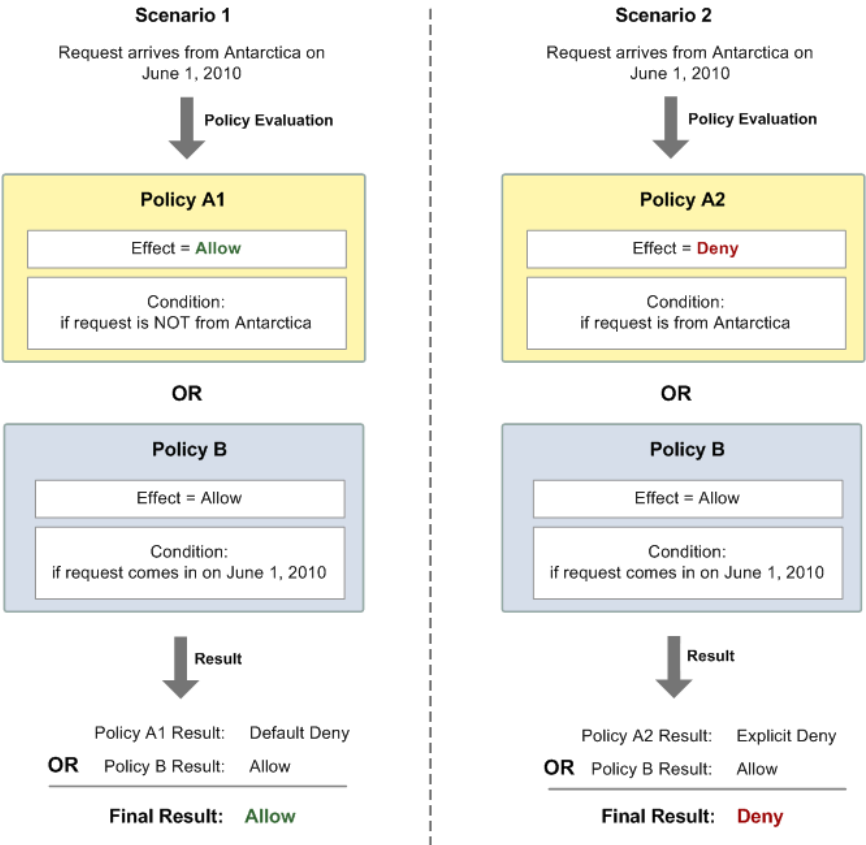 Scenario 1
Request arrives from Antarctica on
June 1, 2010
Policy Evaluation
Policy A1
Effect = Allow
Condition:
if request is NOT from Antarctica
OR
Policy B
Effect = Allow
Condition:
if request comes in on June 1, 2010
Result
Policy A1 Result: Default Deny
OR Policy B Result: Allow
Final Result: Allow
Scenario 2
Request arrives from Antarctica on
June 1, 2010
Policy Evaluation
Policy A2
Effect = Deny
Condition:
if request is from Antarctica
OR
Policy B
Effect = Allow
Condition:
if request comes in on June 1, 2010
Result
Policy A2 Result: Explicit Deny
OR Policy B Result: Allow
Final Result: Deny